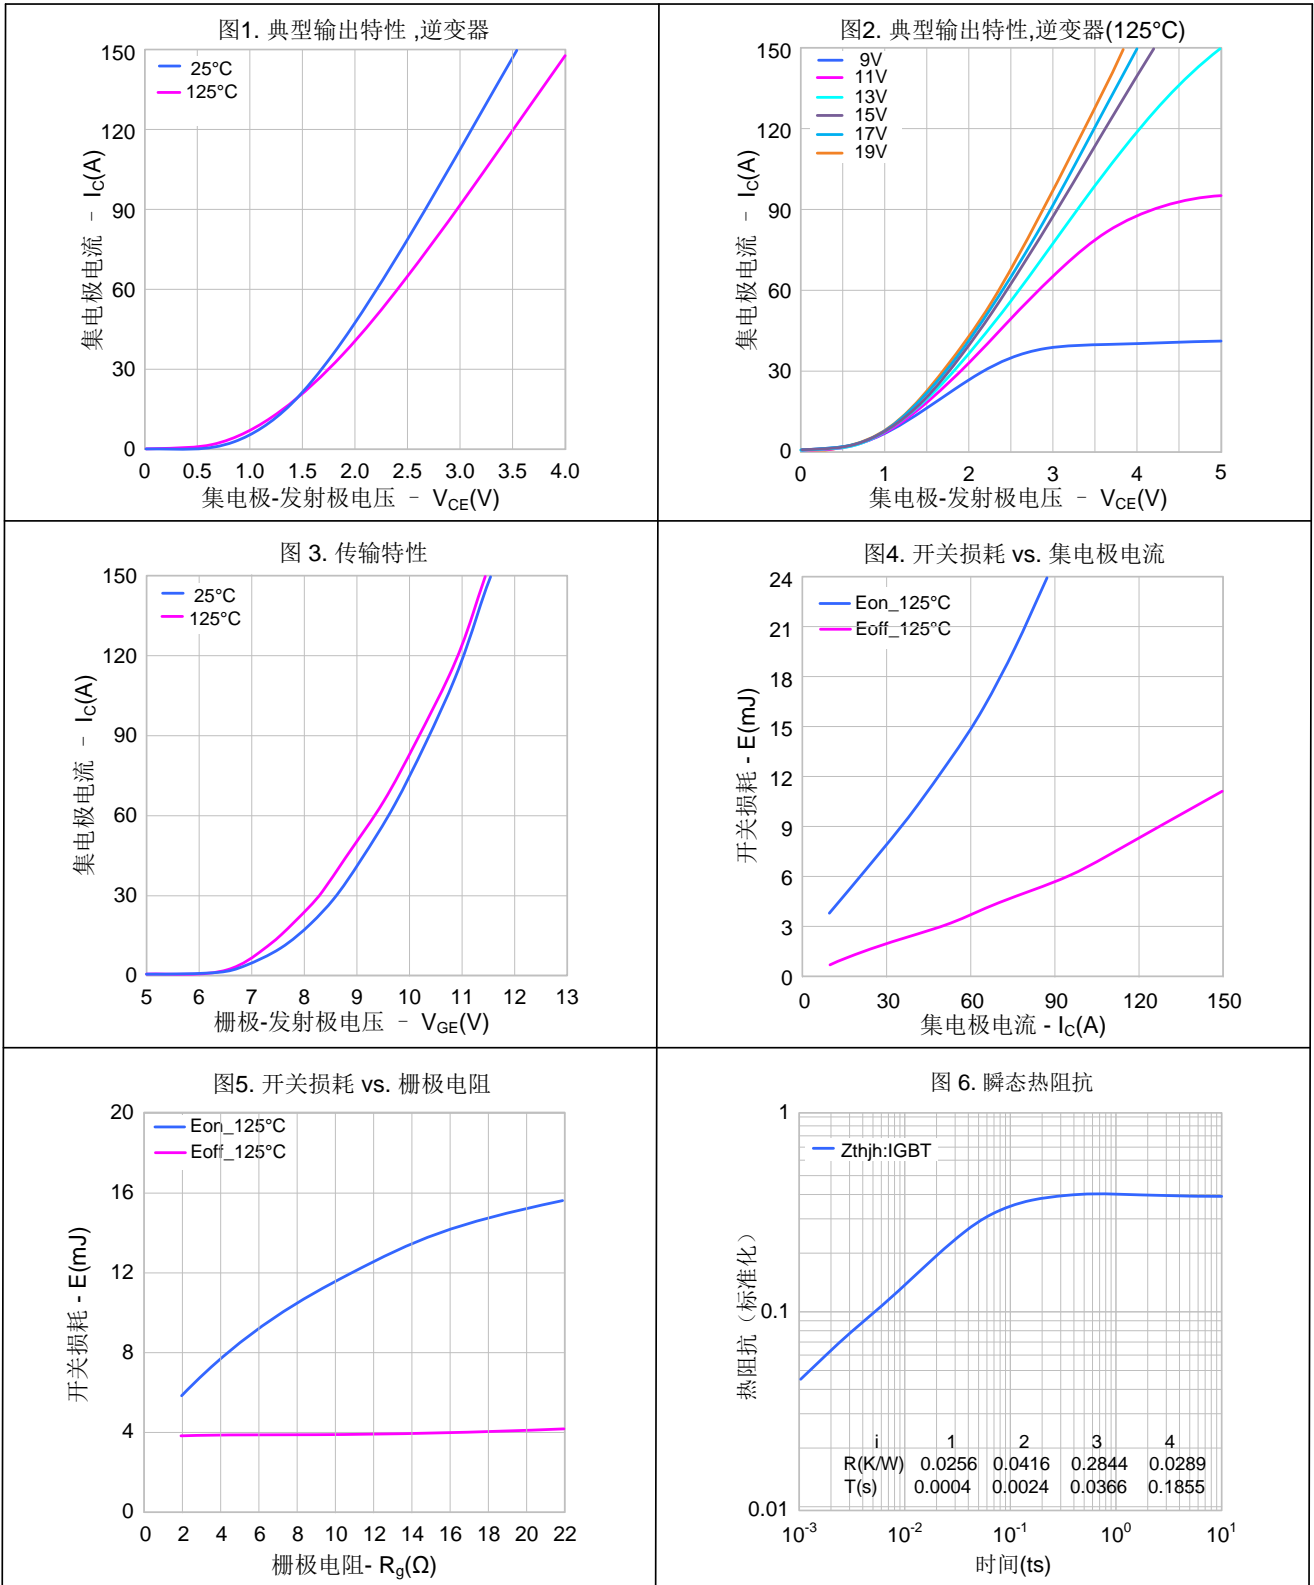 图1. 典型输出特性 ,逆变器
25°C
125°C
集电极电流 - IC(A)
150
120
90
60
30
0
0 0.5 1.0 1.5 2.0 2.5 3.0 3.5 4.0
集电极-发射极电压 - VCE(V)
图2. 典型输出特性,逆变器(125°C)
9V
11V
13V
15V
17V
19V
集电极电流 - IC(A)
150
120
90
60
30
0
0 1 2 3 4 5
集电极-发射极电压 - VCE(V)
图 3. 传输特性
25°C
125°C
集电极电流 - IC(A)
150
120
90
60
30
0
5 6 7 8 9 10 11 12 13
栅极-发射极电压 - VGE(V)
图4. 开关损耗 vs. 集电极电流
Eon_125°C
Eoff_125°C
开关损耗 - E(mJ)
24
21
18
15
12
9
6
3
0
0 30 60 90 120 150
集电极电流 - IC(A)
图5. 开关损耗 vs. 栅极电阻
Eon_125°C
Eoff_125°C
开关损耗 - E(mJ)
20
16
12
8
4
0
0 2 4 6 8 10 12 14 16 18 20 22
栅极电阻- Rg(Ω)
图 6. 瞬态热阻抗
Zthjh:IGBT
热阻抗（标准化）
1
0.1
0.01
i 1 2 3 4
R(K/W) 0.0256 0.0416 0.2844 0.0289
T(s) 0.0004 0.0024 0.0366 0.1855
10-3 10-2 10-1 100 101
时间(ts)